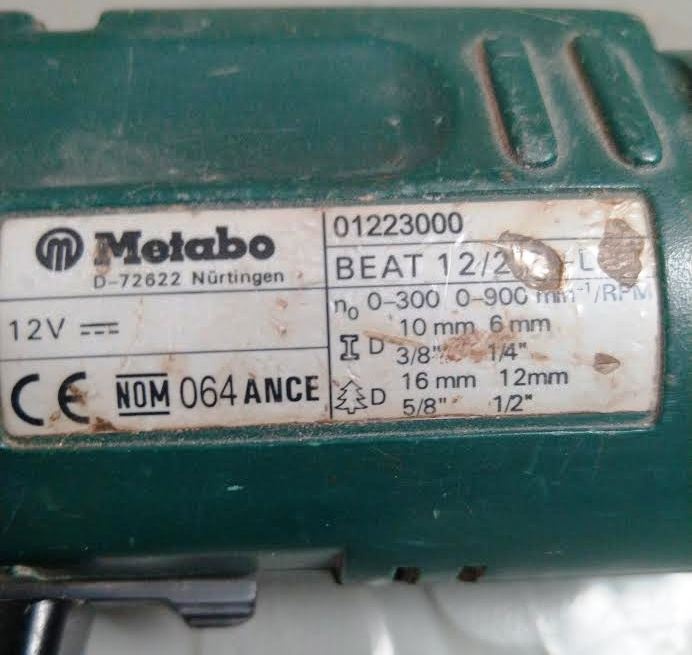 Metabo
D-72622 Nürtingen
12V
CE NOM 064 ANCE
01223000
BEAT 12/2
n₀ 0-300 0-900 min⁻¹/RPM
10 mm 6 mm
D
3/8" 1/4"
16 mm 12mm
D
5/8" 1/2"